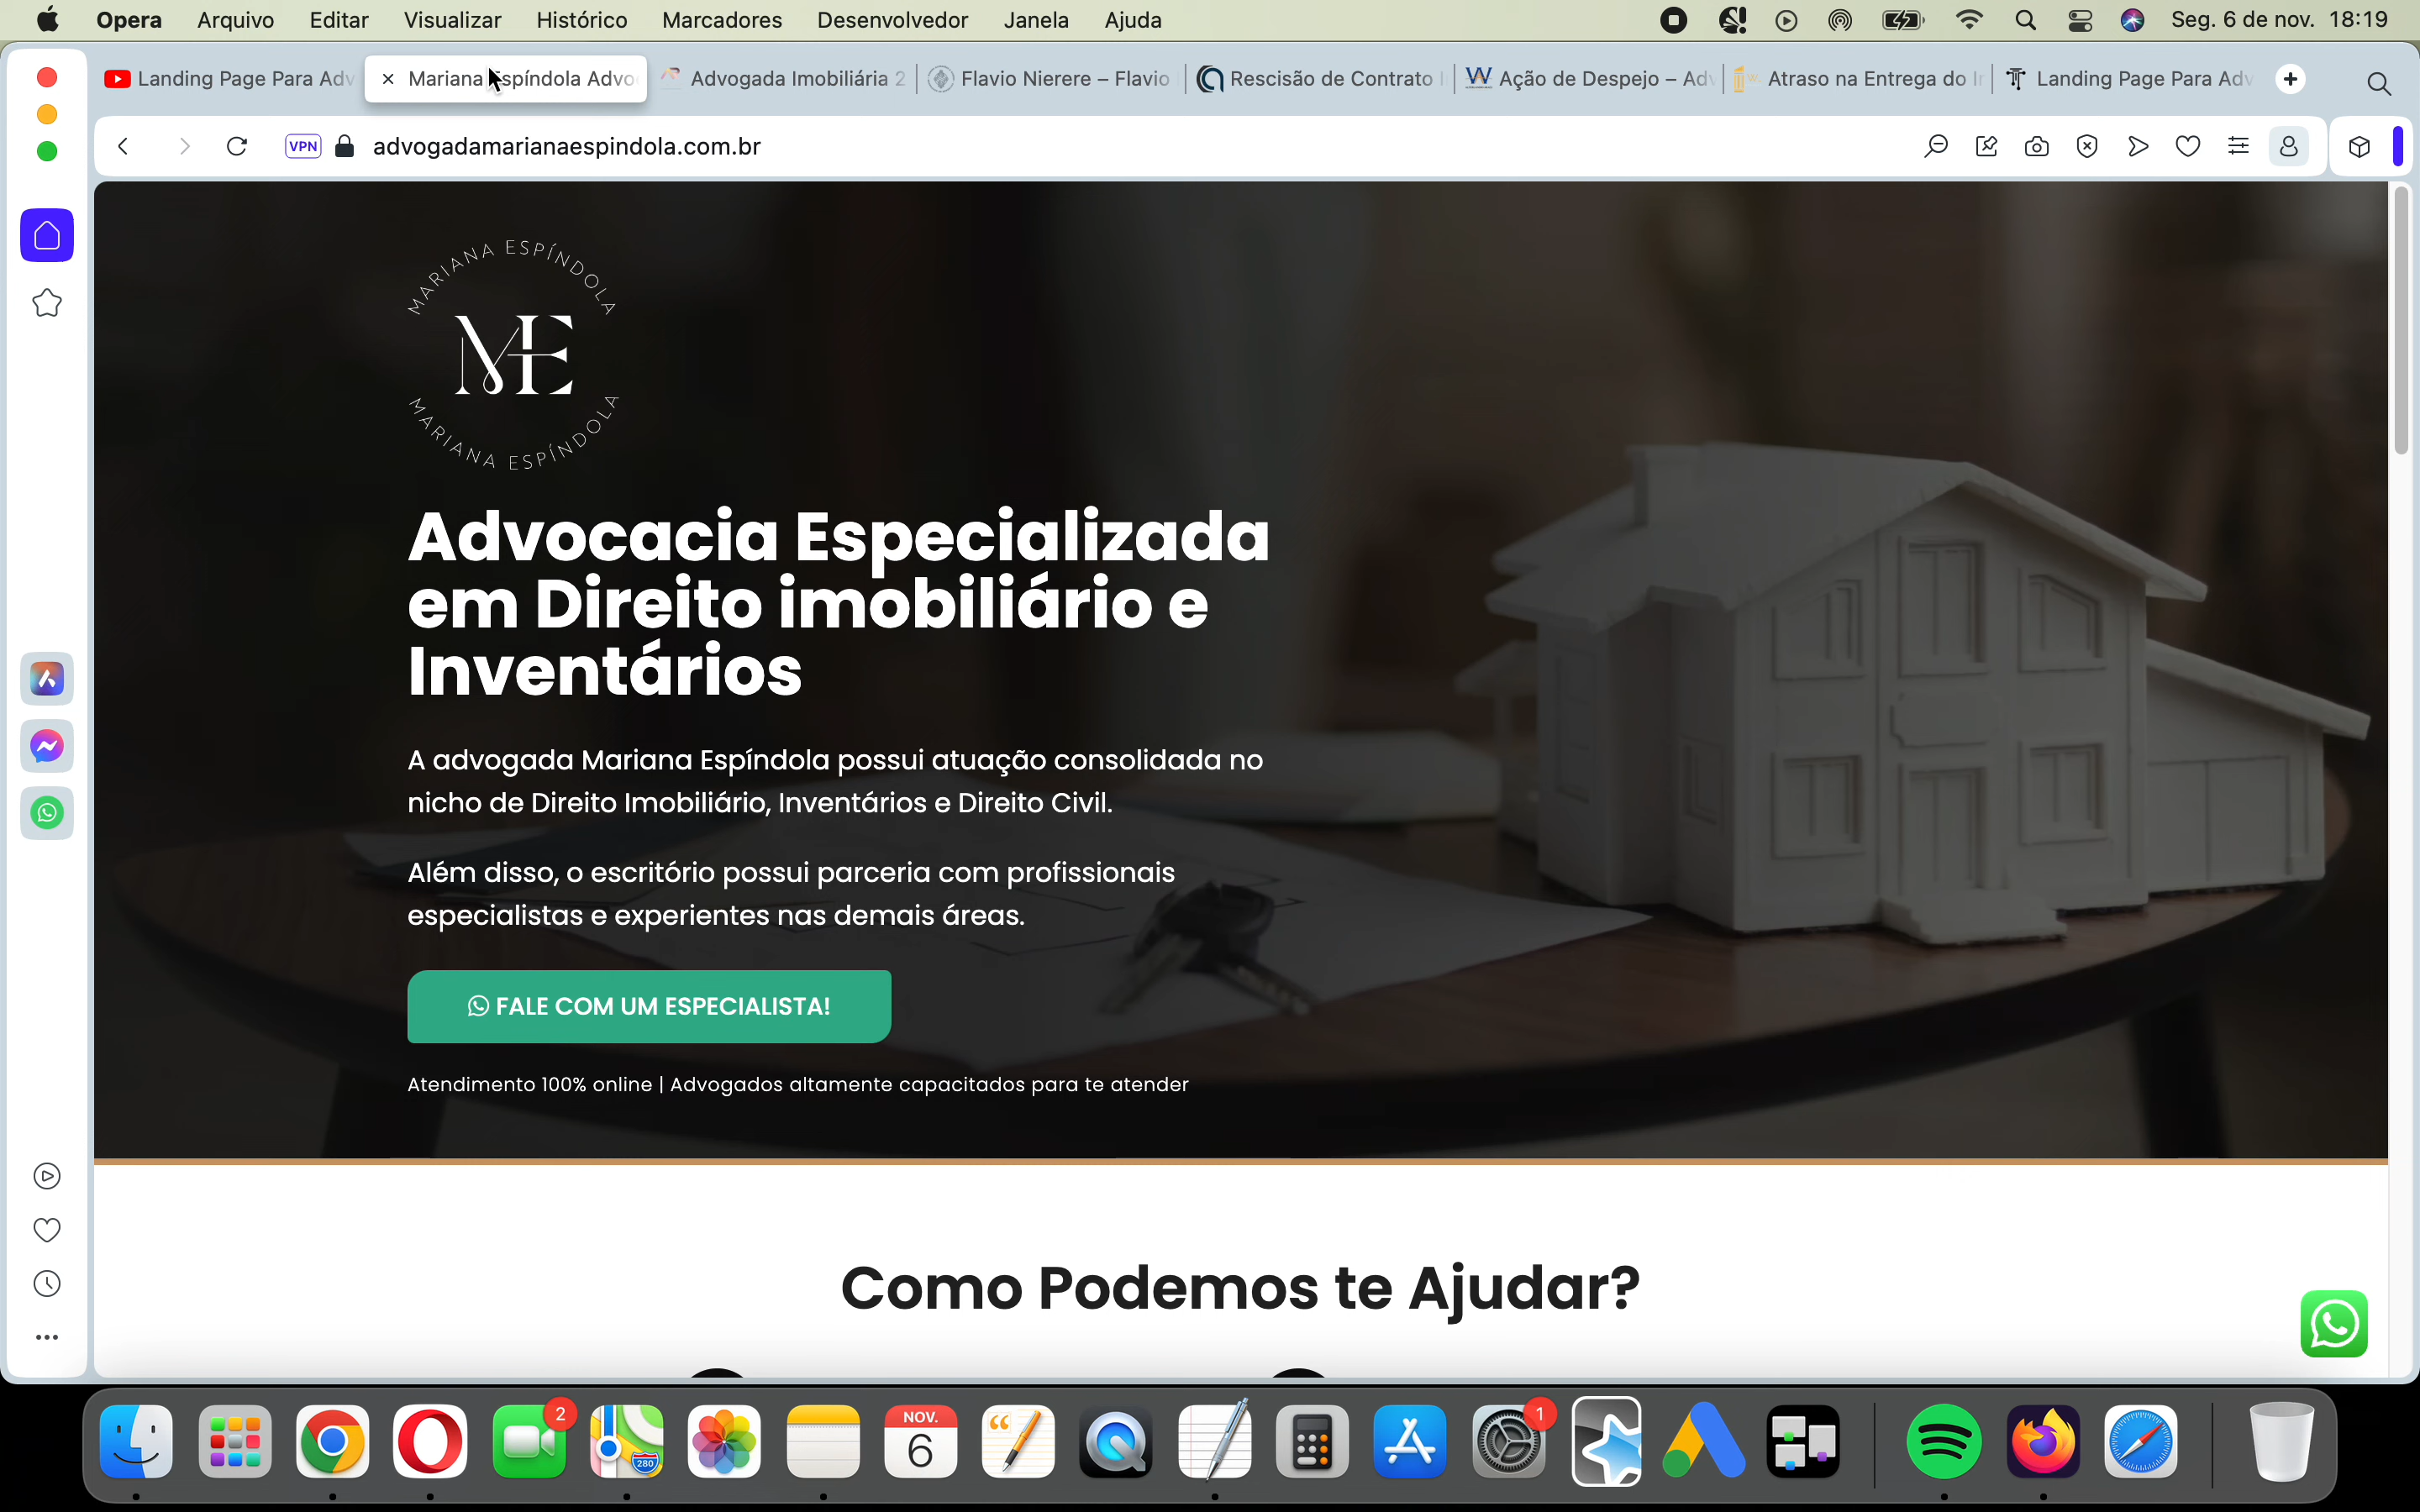 Opera Arquivo Editar Visualizar Histórico Marcadores Desenvolvedor Janela Ajuda Seg. 6 de nov. 18:19
Landing Page Para Adv
Mariana Espíndola Advo
Advogada Imobiliária 2
Flavio Nierere – Flavio
Rescisão de Contrato
Ação de Despejo – Adv
Atraso na Entrega do Ir
Landing Page Para Adv
VPN advogadamarianaespindola.com.br
MARIANA ESPÍNDOLA
ME
MARIANA ESPÍNDOLA
Advocacia Especializada
em Direito imobiliário e
Inventários
A advogada Mariana Espíndola possui atuação consolidada no
nicho de Direito Imobiliário, Inventários e Direito Civil.
Além disso, o escritório possui parceria com profissionais
especialistas e experientes nas demais áreas.
FALE COM UM ESPECIALISTA!
Atendimento 100% online | Advogados altamente capacitados para te atender
Como Podemos te Ajudar?
2
280
NOV.
6
1